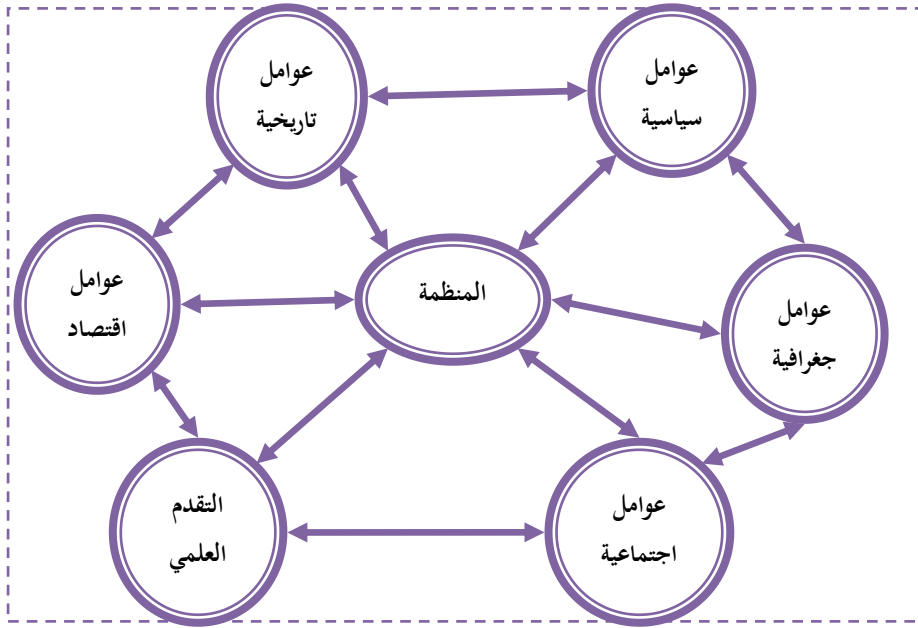 عوامل
سياسية
عوامل
تاريخية
المنظمة
عوامل
جغرافية
عوامل
اقتصاد
عوامل
اجتماعية
التقدم
العلمي